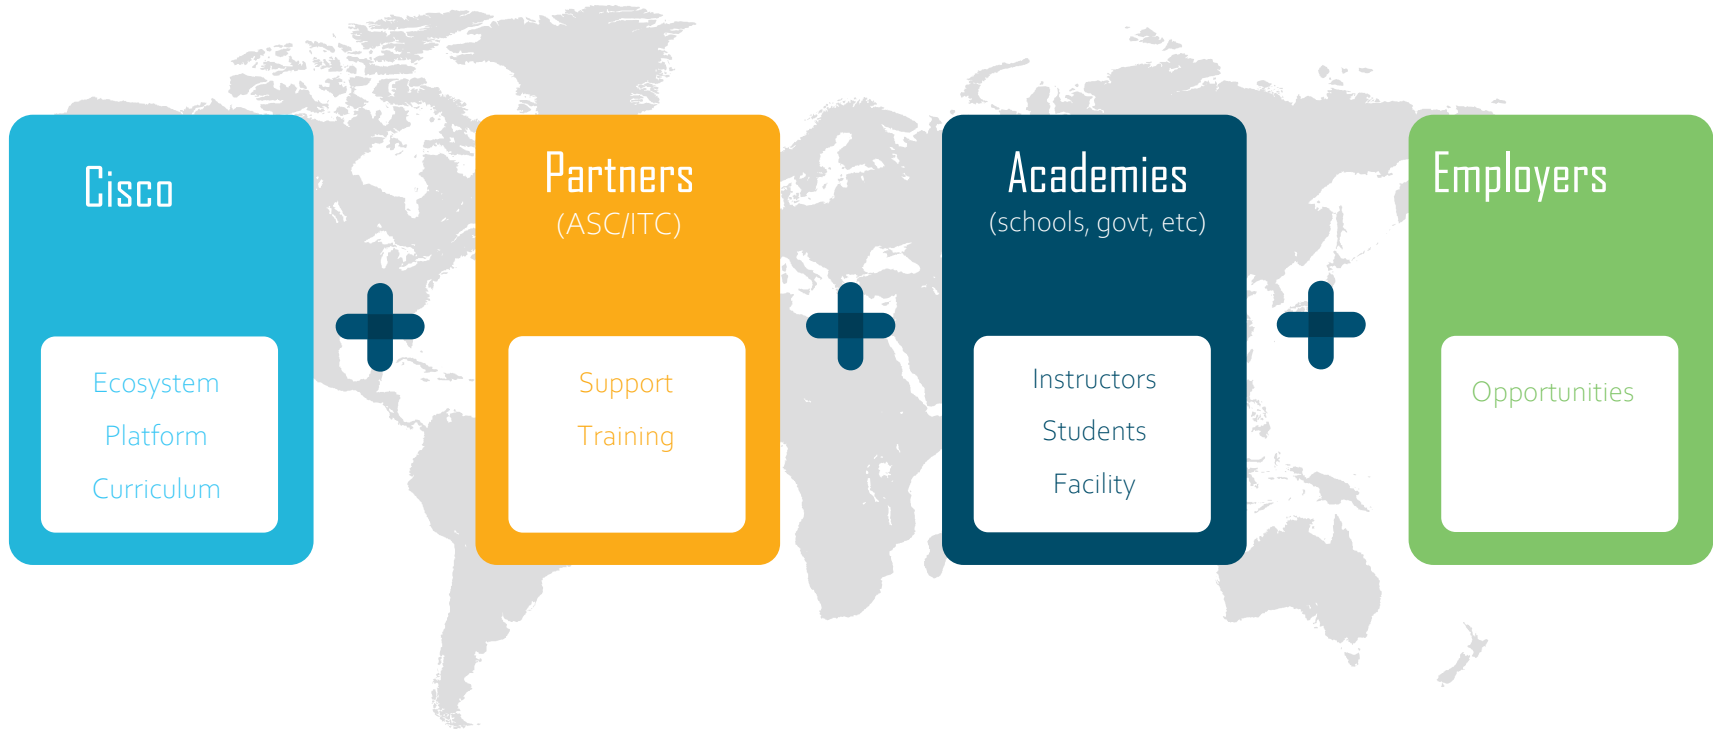 Cisco
Ecosystem
Platform
Curriculum
Partners
(ASC/ITC)
Support
Training
Academies
(schools, govt, etc)
Instructors
Students
Facility
Employers
Opportunities